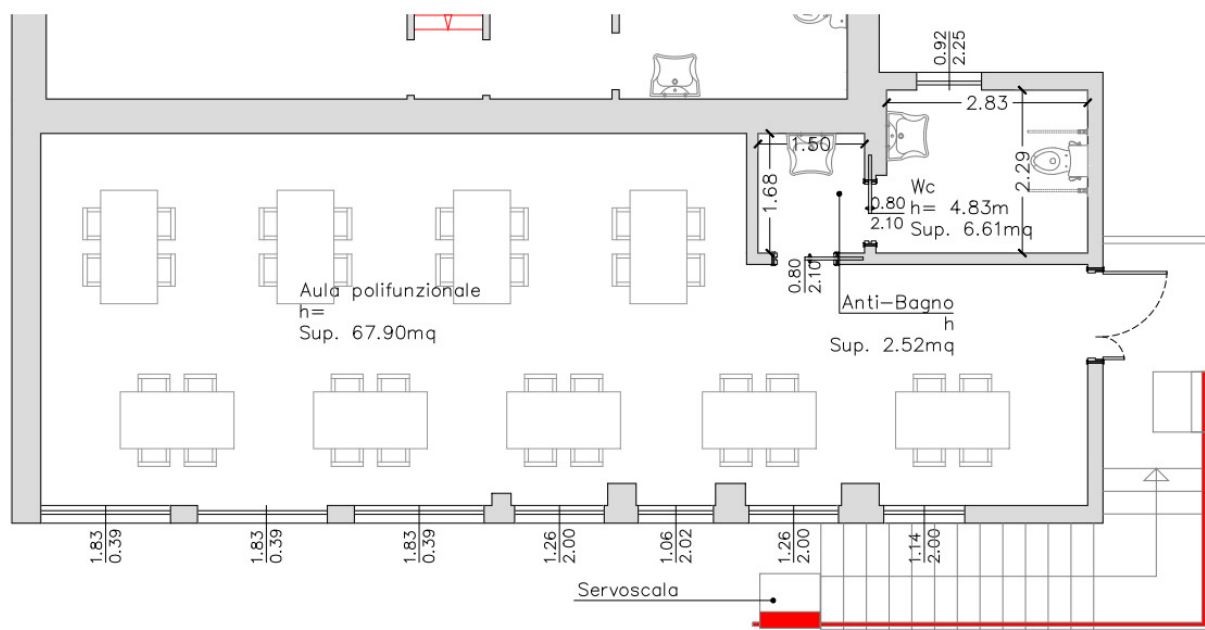 0.92
2.25
2.83
1.50
1.68
2.29
Wc
h= 4.83m
Sup. 6.61mq
0.80
2.10
0.80
2.10
Aula polifunzionale
h=
Sup. 67.90mq
Anti-Bagno
h
Sup. 2.52mq
1.83
0.39
1.83
0.39
1.83
0.39
1.26
2.00
1.06
2.02
1.26
2.00
1.14
2.00
Servoscala